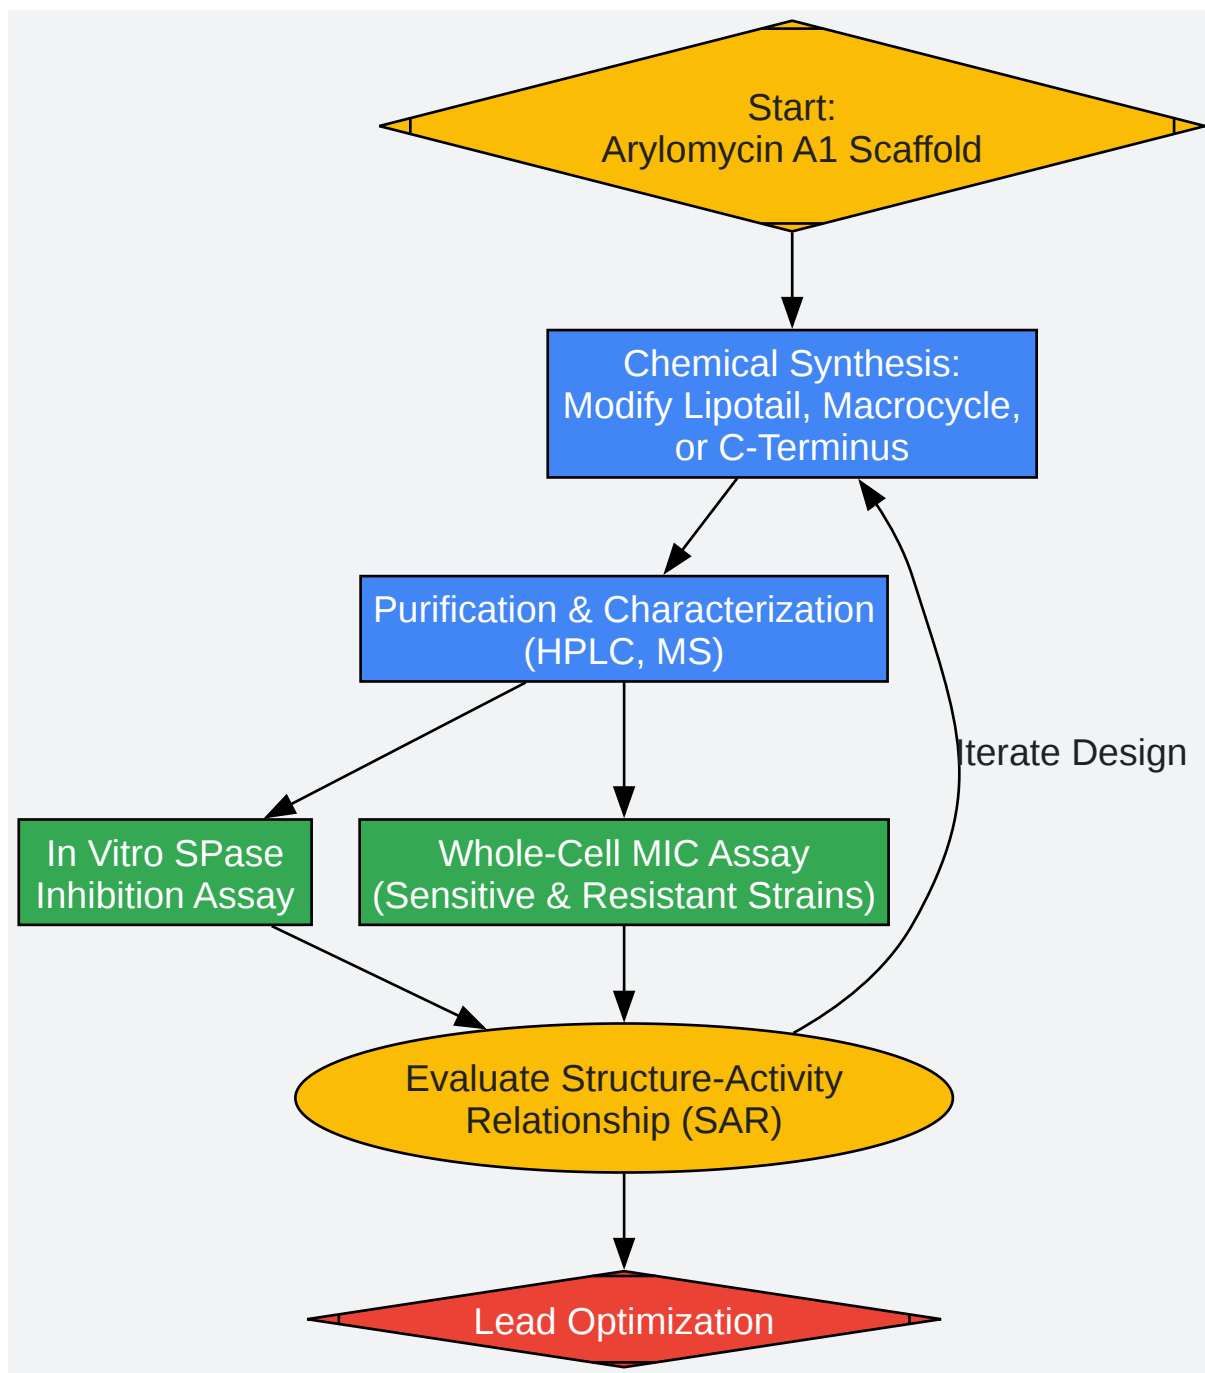 Start:
Arylomycin A1 Scaffold
Chemical Synthesis:
Modify Lipotail, Macrocycle,
or C-Terminus
Purification & Characterization
(HPLC, MS)
Iterate Design
In Vitro SPase
Inhibition Assay
Whole-Cell MIC Assay
(Sensitive & Resistant Strains)
Evaluate Structure-Activity
Relationship (SAR)
Lead Optimization